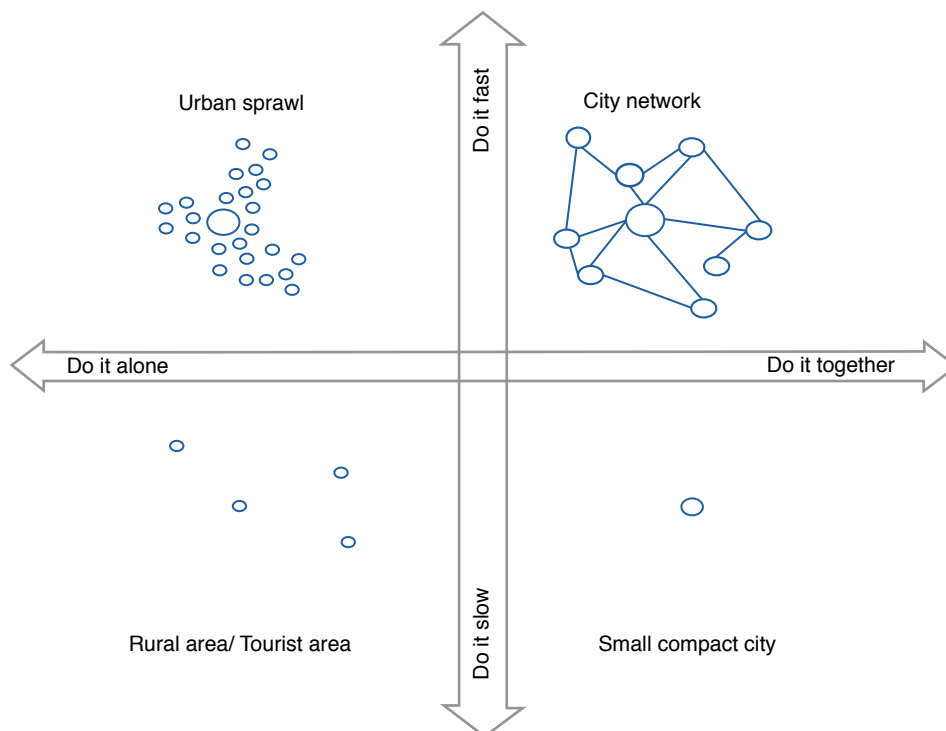 Do it fast
Urban sprawl
City network
Do it alone
Do it together
Do it slow
Rural area/ Tourist area
Small compact city